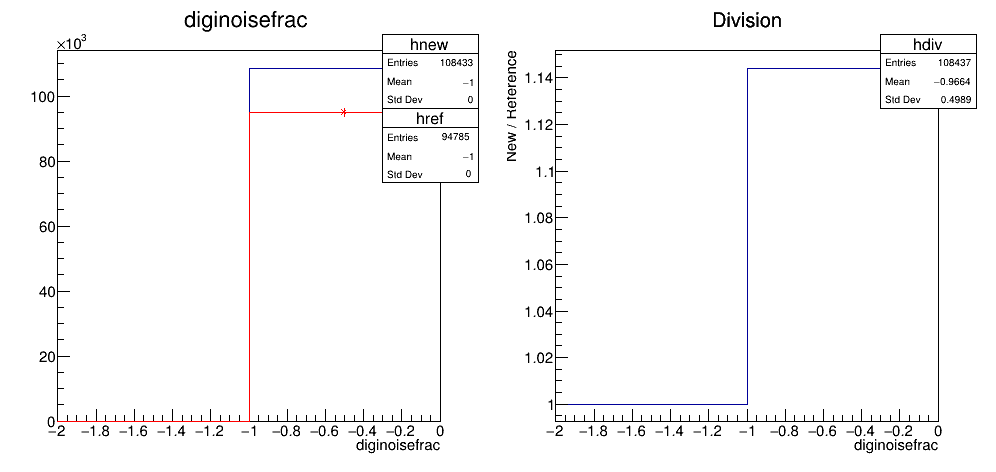 diginoisefrac
×10³
hnew
Entries 108433
Mean −1
Std Dev 0
href
Entries 94785
Mean −1
Std Dev 0
100
80
60
40
20
0
−2 −1.8 −1.6 −1.4 −1.2 −1 −0.8 −0.6 −0.4 −0.2 0
diginoisefrac
Division
hdiv
Entries 108437
Mean −0.9664
Std Dev 0.4989
New / Reference
1.14
1.12
1.1
1.08
1.06
1.04
1.02
1
−2 −1.8 −1.6 −1.4 −1.2 −1 −0.8 −0.6 −0.4 −0.2 0
diginoisefrac